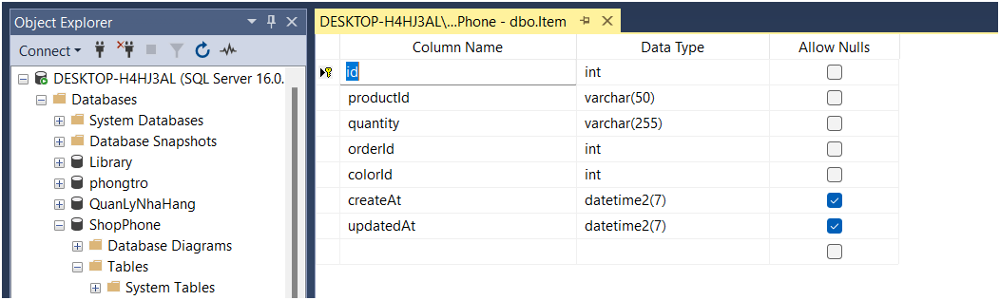 Object Explorer
Connect
DESKTOP-H4HJ3AL (SQL Server 16.0.
Databases
System Databases
Database Snapshots
Library
phongtro
QuanLyNhaHang
ShopPhone
Database Diagrams
Tables
System Tables
DESKTOP-H4HJ3AL\...Phone - dbo.Item
Column Name Data Type Allow Nulls
id int
productId varchar(50)
quantity varchar(255)
orderId int
colorId int
createAt datetime2(7)
updatedAt datetime2(7)